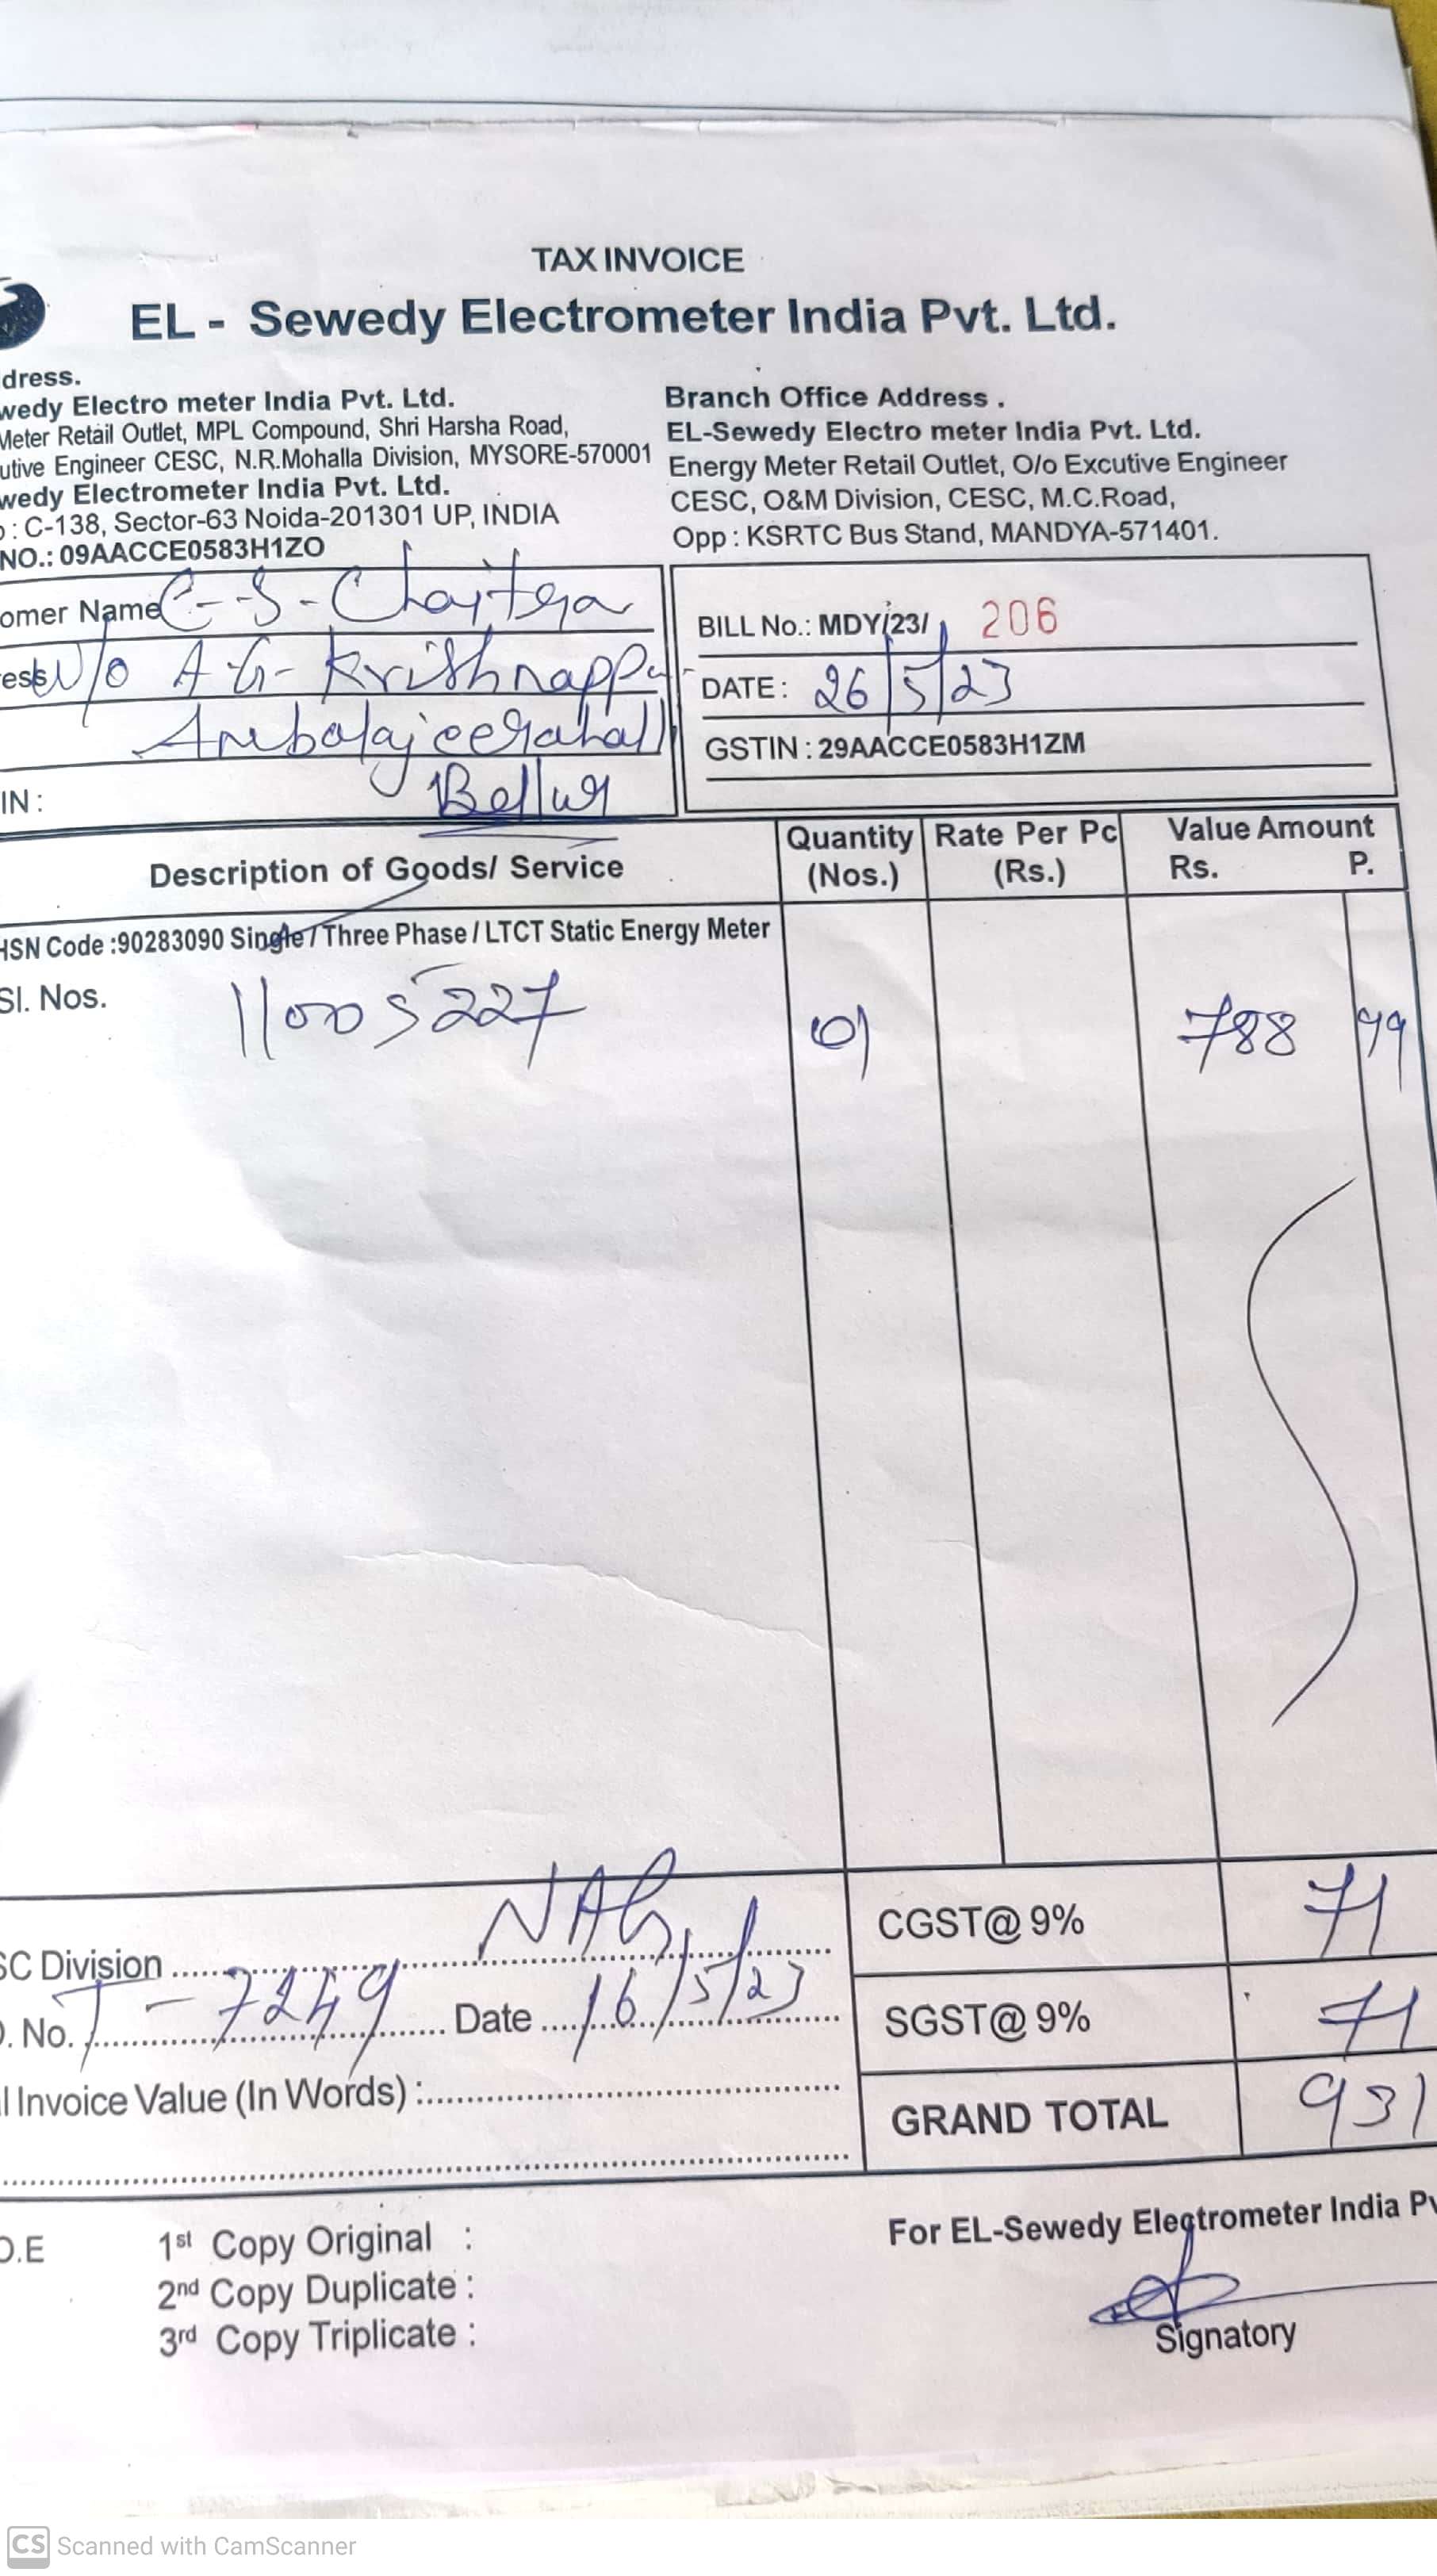 TAX INVOICE
EL - Sewedy Electrometer India Pvt. Ltd.
dress.
wedy Electro meter India Pvt. Ltd.
Meter Retail Outlet, MPL Compound, Shri Harsha Road,
utive Engineer CESC, N.R.Mohalla Division, MYSORE-570001
wedy Electrometer India Pvt. Ltd.
: C-138, Sector-63 Noida-201301 UP, INDIA
NO.: 09AACCE0583H1ZO
Branch Office Address .
EL-Sewedy Electro meter India Pvt. Ltd.
Energy Meter Retail Outlet, O/o Excutive Engineer
CESC, O&M Division, CESC, M.C.Road,
Opp : KSRTC Bus Stand, MANDYA-571401.
omer Name C-S-Chaitra
ess W/o A G- Krishnappa
Bellur
IN :
BILL No.: MDY/23/ 206
DATE : 26/5/23
GSTIN : 29AACCE0583H1ZM
Description of Goods/ Service Quantity (Nos.) Rate Per Pc (Rs.) Value Amount Rs. P.
HSN Code :90283090 Single / Three Phase / LTCT Static Energy Meter
Sl. Nos. 11005227 01 788 99
SC Division NAG CGST@ 9% 71
. No. T-7249 Date 16/5/23 SGST@ 9% 71
l Invoice Value (In Words) : GRAND TOTAL 931
O.E 1st Copy Original :
2nd Copy Duplicate :
3rd Copy Triplicate :
For EL-Sewedy Electrometer India Pv
Signatory
CS Scanned with CamScanner